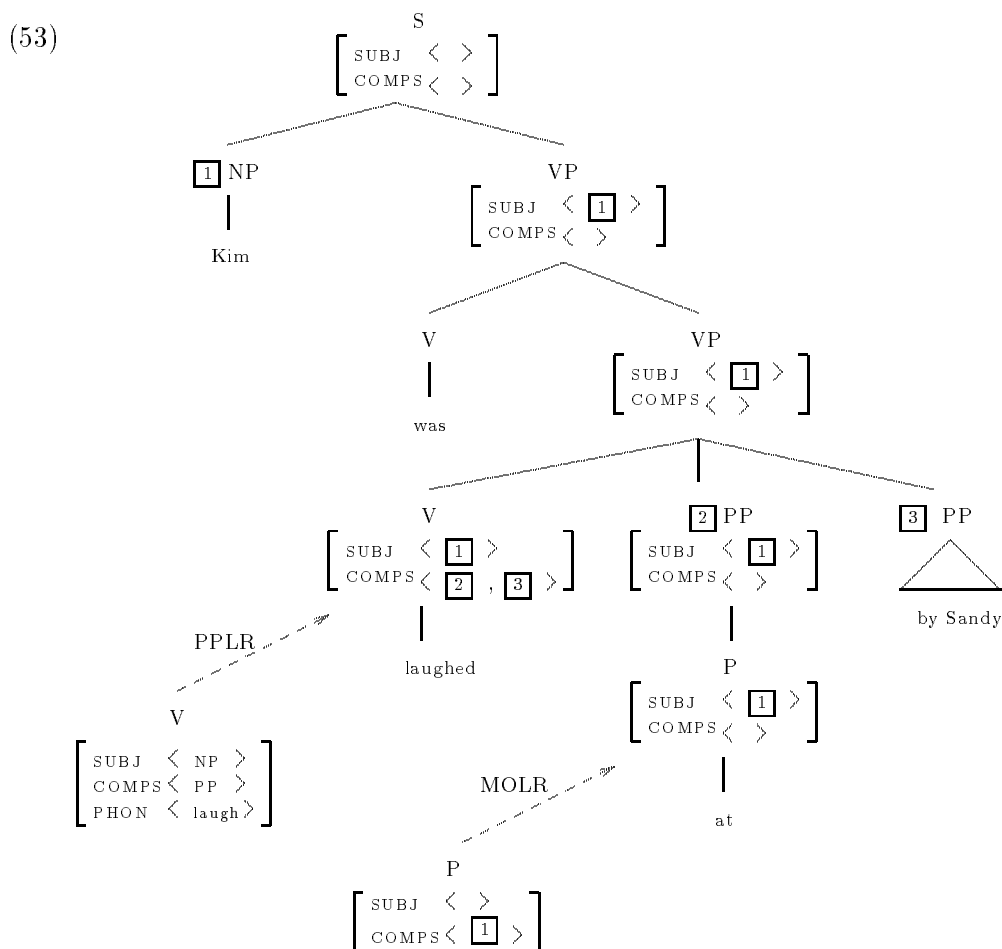 (53)
S
SUBJ < >
COMPS < >
1 NP
VP
SUBJ < 1 >
COMPS < >
Kim
V
VP
SUBJ < 1 >
COMPS < >
was
V
2 PP
3 PP
SUBJ < 1 >
COMPS < 2 , 3 >
SUBJ < 1 >
COMPS < >
by Sandy
PPLR
laughed
P
SUBJ < 1 >
COMPS < >
V
SUBJ < NP >
COMPS < PP >
PHON < laugh >
MOLR
at
P
SUBJ < >
COMPS < 1 >